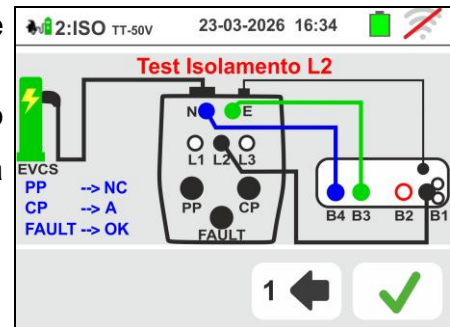 2:ISO TT-50V 23-03-2026 16:34
Test Isolamento L2
N E
L1 L2 L3
EVCS
PP --> NC
CP --> A
FAULT --> OK
PP CP
FAULT
B4 B3 B2 B1
1